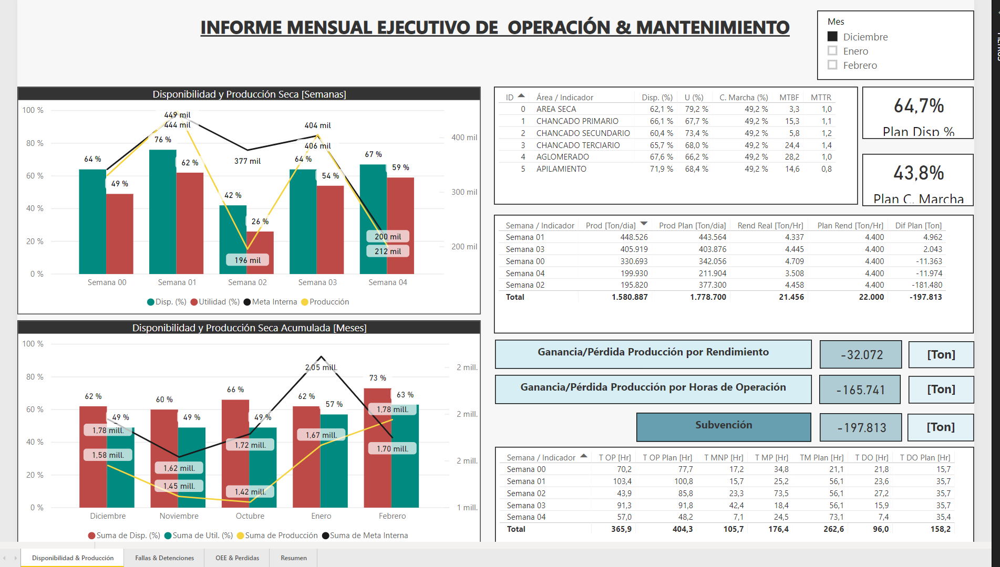 INFORME MENSUAL EJECUTIVO DE  OPERACIÓN & MANTENIMIENTO
Mes
Diciembre
Enero
Febrero
Disponibilidad y Producción Seca [Semanas]
100 %
80 %
60 %
40 %
20 %
0 %
400 mil
300 mil
200 mil
64 %
49 %
449 mil
444 mil
76 %
62 %
377 mil
42 %
26 %
196 mil
404 mil
406 mil
64 %
54 %
67 %
59 %
200 mil
212 mil
Semana 00
Semana 01
Semana 02
Semana 03
Semana 04
Disp. (%) Utilidad (%) Meta Interna Producción
ID Área / Indicador Disp. (%) U (%) C. Marcha (%) MTBF MTTR
0 AREA SECA 62,1 % 79,2 % 49,2 % 3,3 1,0
1 CHANCADO PRIMARIO 66,1 % 67,7 % 49,2 % 15,3 1,1
2 CHANCADO SECUNDARIO 60,4 % 73,4 % 49,2 % 5,8 1,2
3 CHANCADO TERCIARIO 65,7 % 68,0 % 49,2 % 24,4 1,4
4 AGLOMERADO 67,6 % 66,2 % 49,2 % 28,2 1,0
5 APILAMIENTO 71,9 % 68,4 % 49,2 % 14,6 0,8
64,7%
Plan Disp %
43,8%
Plan C. Marcha
Semana / Indicador Prod [Ton/dia] Prod Plan [Ton/dia] Rend Real [Ton/Hr] Plan Rend [Ton/Hr] Dif Plan [Ton]
Semana 01 448.526 443.564 4.337 4.400 4.962
Semana 03 405.919 403.876 4.445 4.400 2.043
Semana 00 330.693 342.056 4.709 4.400 -11.363
Semana 04 199.930 211.904 3.508 4.400 -11.974
Semana 02 195.820 377.300 4.458 4.400 -181.480
Total 1.580.887 1.778.700 21.456 22.000 -197.813
Disponibilidad y Producción Seca Acumulada [Meses]
100 %
80 %
60 %
40 %
20 %
0 %
2 mill.
2 mill.
2 mill.
1 mill.
62 %
49 %
1,78 mill.
1,58 mill.
60 %
49 %
1,62 mill.
1,45 mill.
66 %
49 %
1,72 mill.
1,42 mill.
2,05 mill.
62 %
57 %
1,67 mill.
73 %
63 %
1,78 mill.
1,70 mill.
Diciembre
Noviembre
Octubre
Enero
Febrero
Suma de Disp. (%) Suma de Util. (%) Suma de Producción Suma de Meta Interna
Ganancia/Pérdida Producción por Rendimiento -32.072 [Ton]
Ganancia/Pérdida Producción por Horas de Operación -165.741 [Ton]
Subvención -197.813 [Ton]
Semana / Indicador T OP [Hr] T OP Plan [Hr] T MNP [Hr] T MP [Hr] TM Plan [Hr] T DO [Hr] T DO Plan [Hr]
Semana 00 70,2 77,7 17,2 34,8 21,1 21,8 15,7
Semana 01 103,4 100,8 15,7 25,2 56,1 23,6 35,7
Semana 02 43,9 85,8 23,3 73,5 56,1 27,2 35,7
Semana 03 91,3 91,8 42,4 18,4 56,1 15,9 35,7
Semana 04 57,0 48,2 7,1 24,5 73,1 7,4 35,4
Total 365,9 404,3 105,7 176,4 262,6 96,0 158,2
Disponibilidad & Producción
Fallas & Detenciones
OEE & Perdidas
Resumen